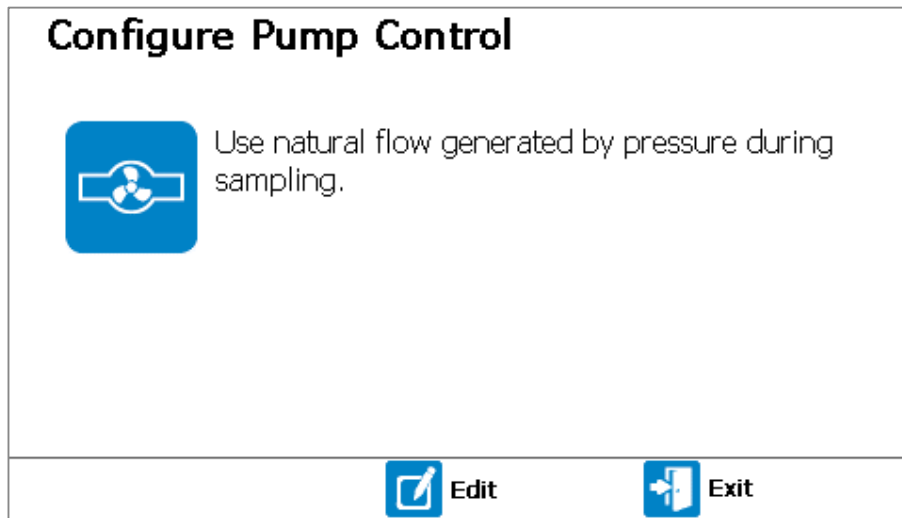 Configure Pump Control
Use natural flow generated by pressure during
sampling.
Edit
Exit